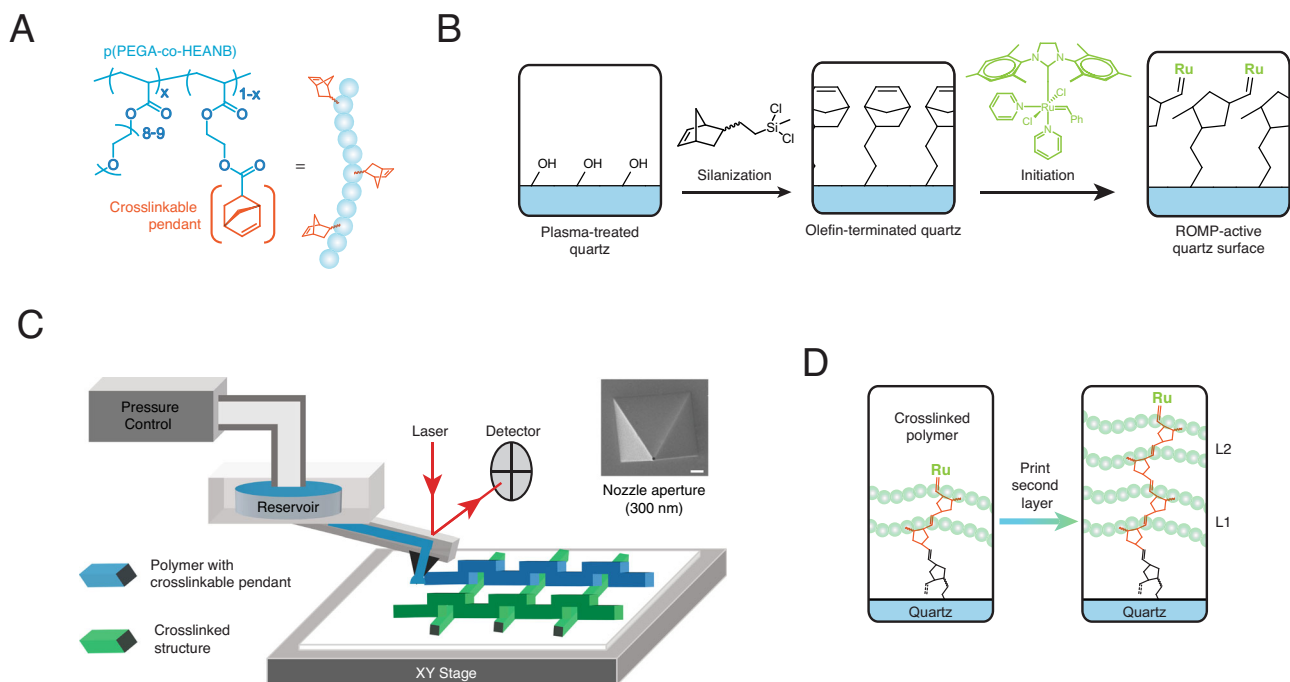 A
p(PEGA-co-HEANB)
x
1-x
O
O
O
O
8-9
O
O
O
=
Crosslinkable
pendant
B
OH
OH
OH
Plasma-treated
quartz
Si
Cl
Cl
Silanization
Olefin-terminated quartz
N
N
Cl
Ru
Cl
Ph
N
N
Initiation
Ru
Ru
ROMP-active
quartz surface
C
Pressure
Control
Reservoir
Laser
Detector
Nozzle aperture
(300 nm)
Polymer with
crosslinkable pendant
Crosslinked
structure
XY Stage
D
Crosslinked
polymer
Ru
Quartz
Print
second
layer
Ru
L2
L1
Quartz